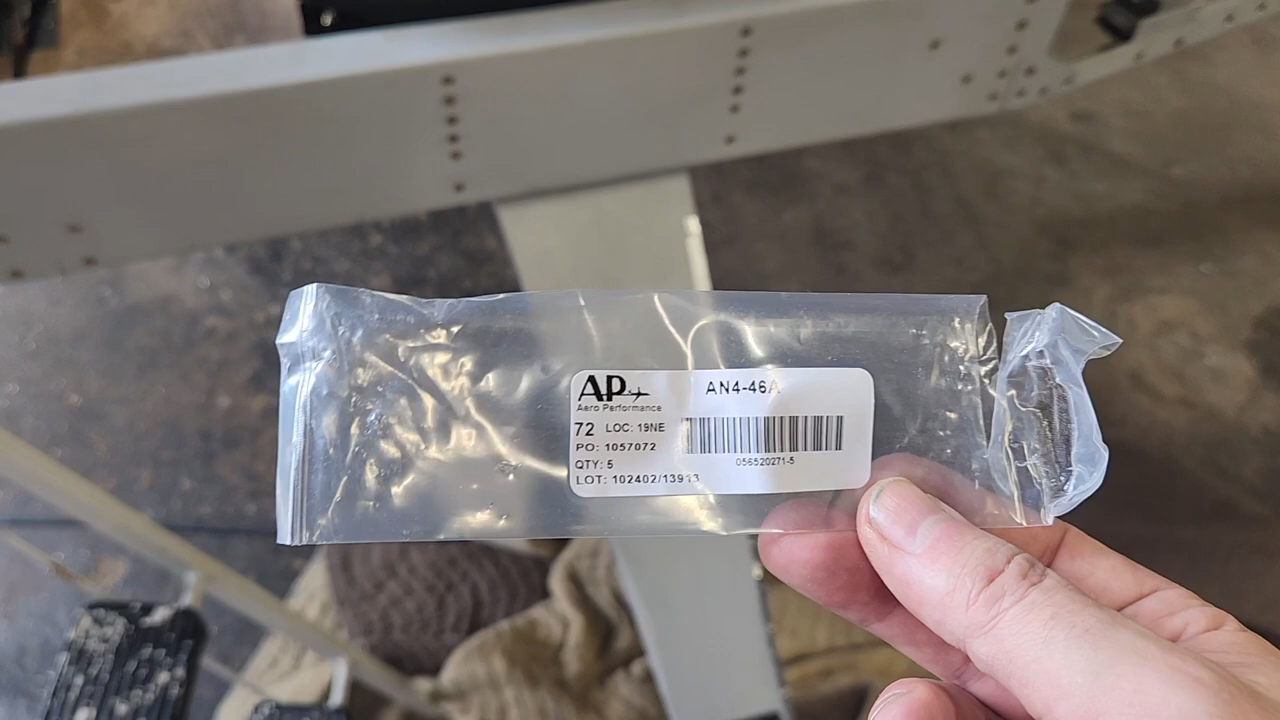 AP
Aero Performance
AN4-46A
72 LOC: 19NE
PO: 1057072
QTY: 5
056520271-5
LOT: 102402/13913